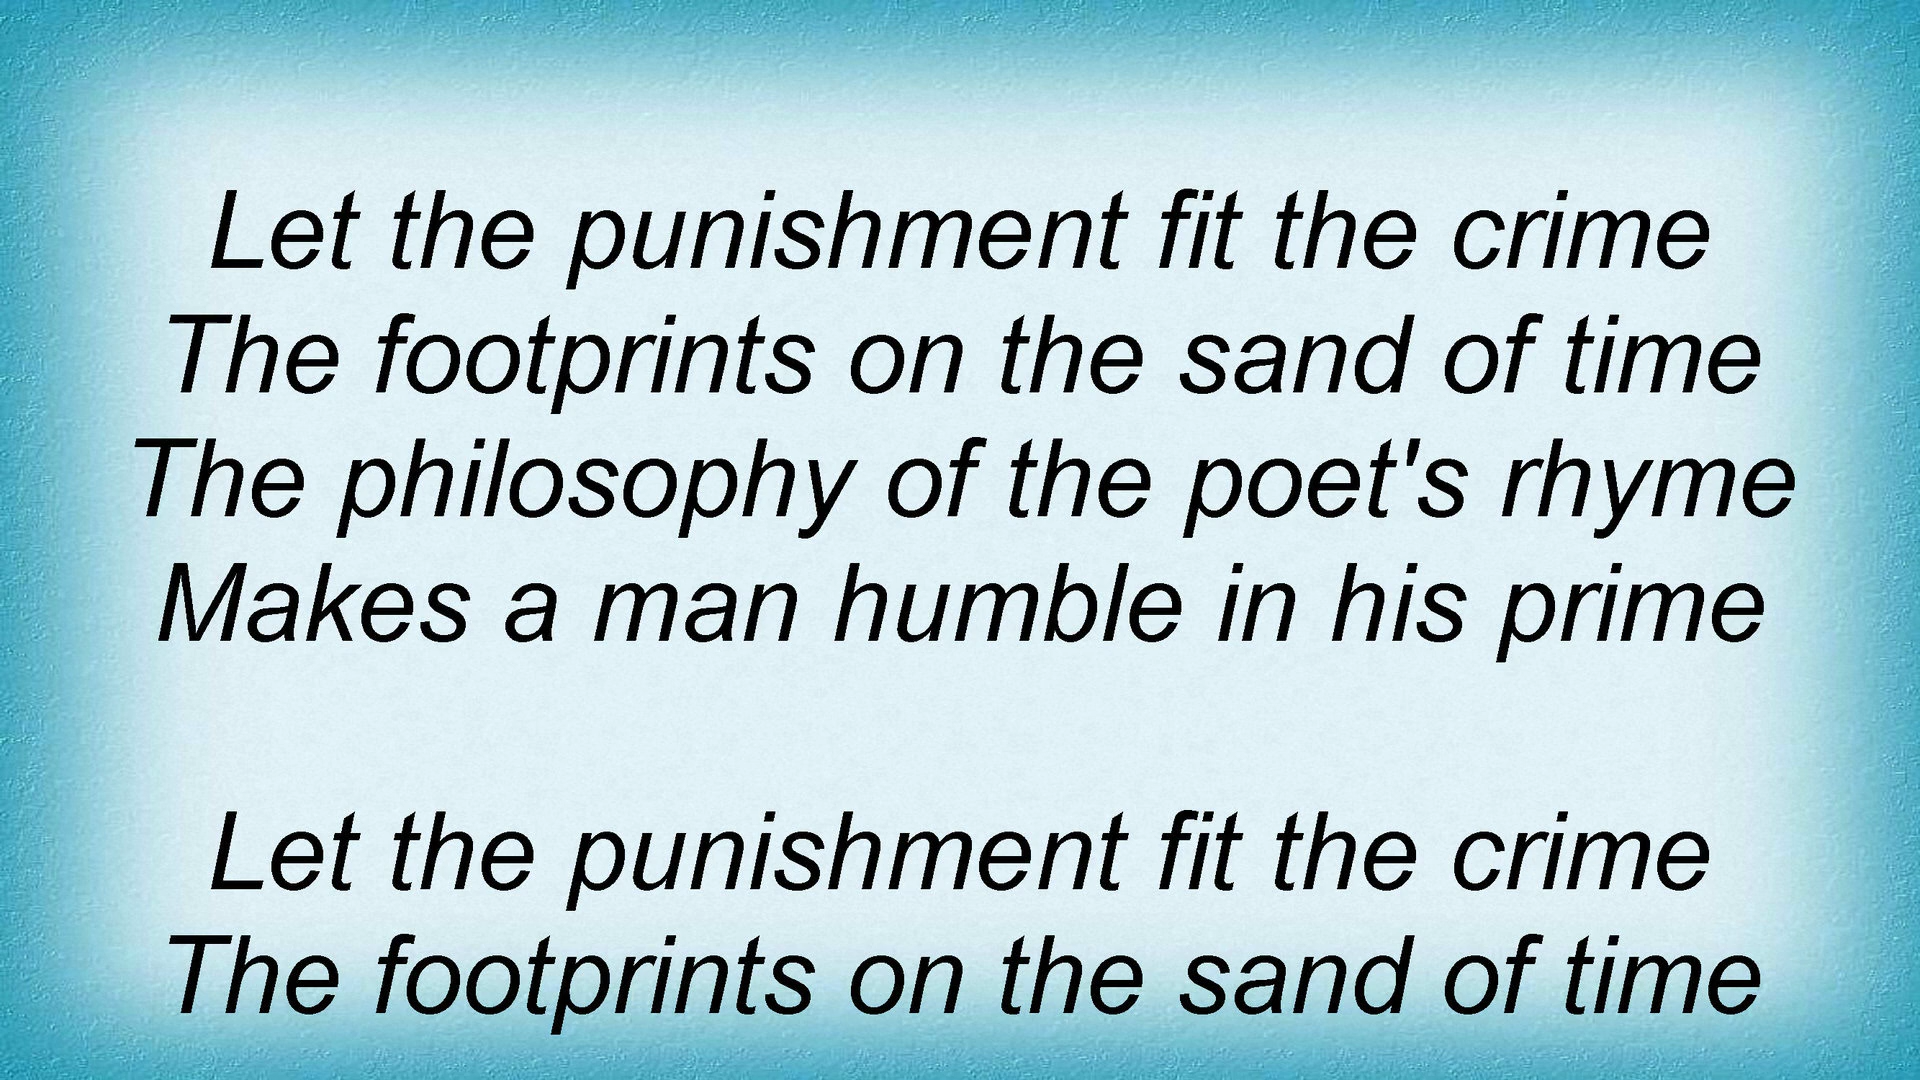 Let the punishment fit the crime
The footprints on the sand of time
The philosophy of the poet's rhyme
Makes a man humble in his prime
Let the punishment fit the crime
The footprints on the sand of time